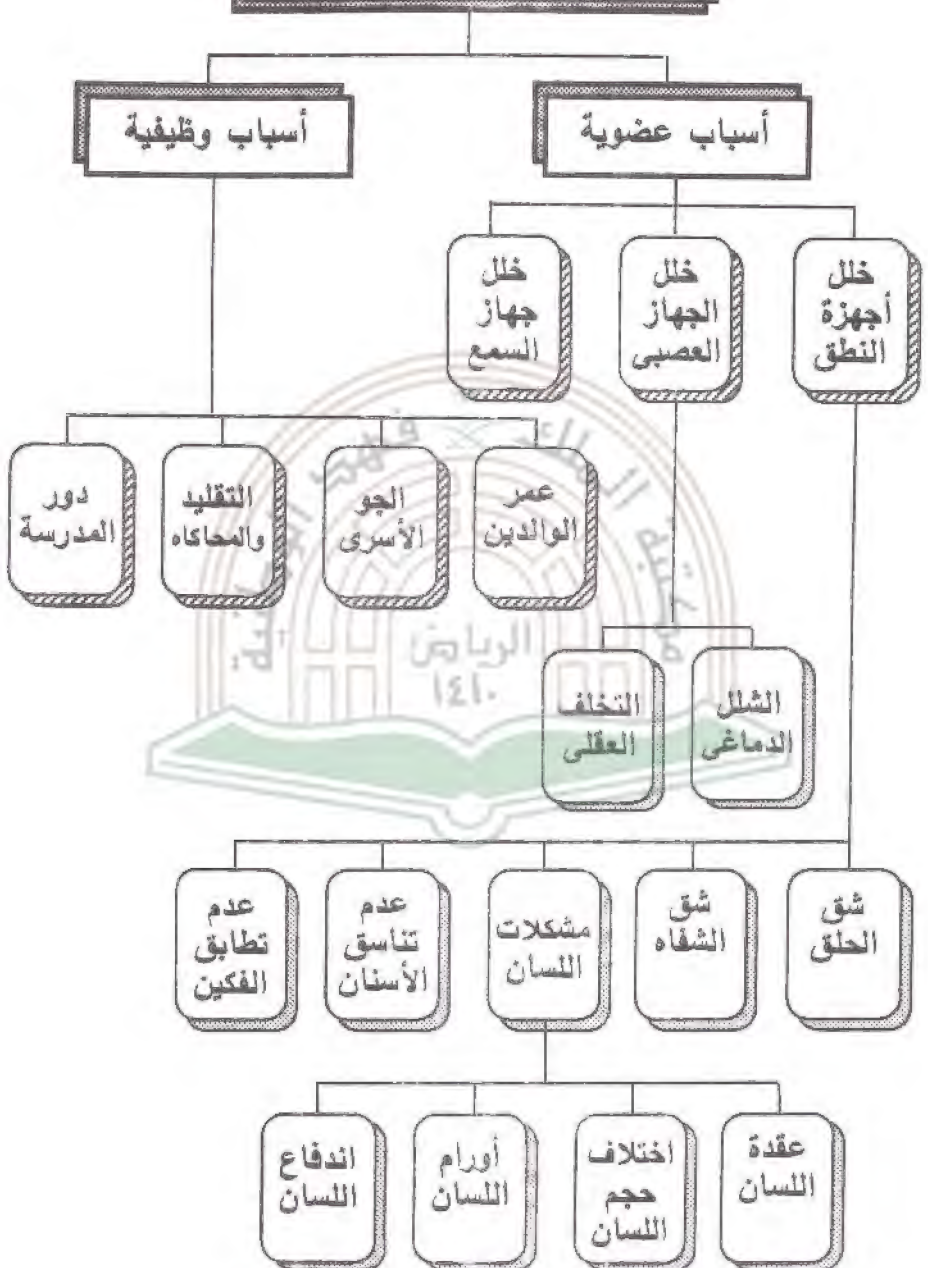 أسباب عضوية
أسباب وظيفية
خلل
أجهزة
النطق
خلل
الجهاز
العصبى
خلل
جهاز
السمع
عمر
الوالدين
الجو
الأسرى
التقليد
والمحاكاه
دور
المدرسة
الرياض
١٤١٠
الشلل
الدماغى
التخلف
العقلى
شق
الحلق
شق
الشفاه
مشكلات
اللسان
عدم
تناسق
الأسنان
عدم
تطابق
الفكين
عقدة
اللسان
اختلاف
حجم
اللسان
أورام
اللسان
اندفاع
اللسان